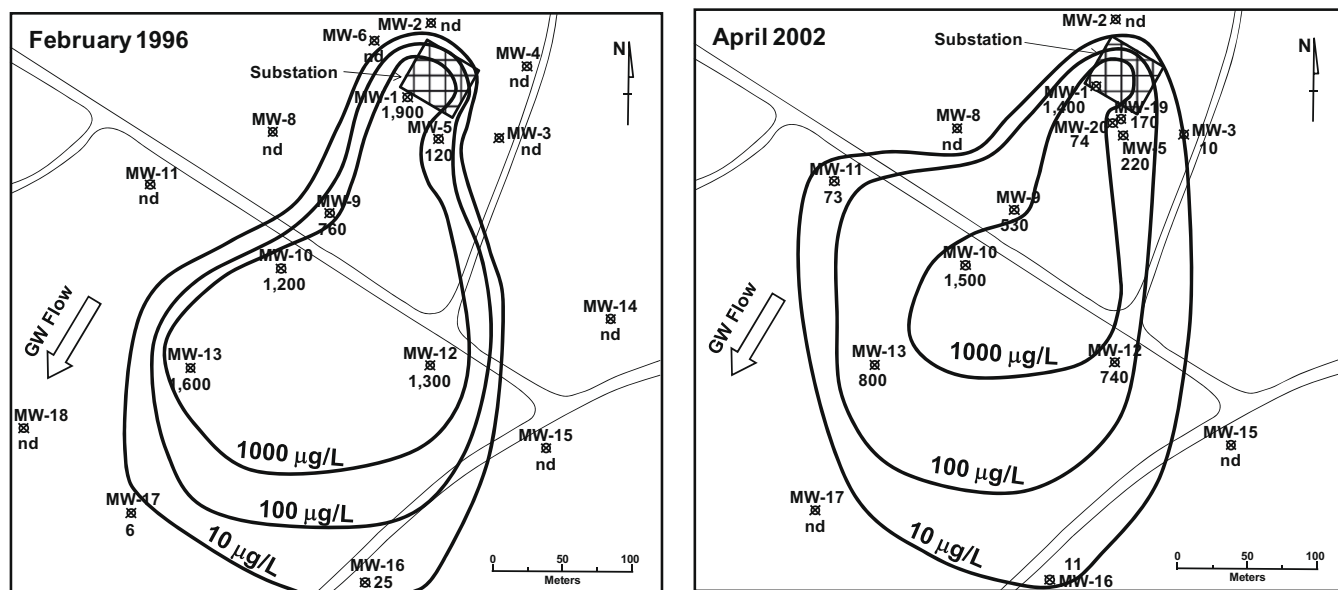 February 1996
MW-2
nd
MW-6
nd
MW-4
nd
N
Substation
MW-1
1,900
MW-8
nd
MW-5
120
MW-3
nd
MW-11
nd
MW-9
760
MW-10
1,200
GW Flow
MW-14
nd
MW-13
1,600
MW-12
1,300
MW-18
nd
1000 µg/L
MW-15
nd
MW-17
6
100 µg/L
10 µg/L
MW-16
25
0 50 100
Meters
April 2002
MW-2
nd
Substation
N
MW-1
1,400
MW-19
170
MW-8
nd
MW-20
74
MW-5
220
MW-3
10
MW-11
73
MW-9
530
MW-10
1,500
GW Flow
1000 µg/L
MW-13
800
MW-12
740
MW-15
nd
100 µg/L
MW-17
nd
10 µg/L
11
MW-16
0 50 100
Meters